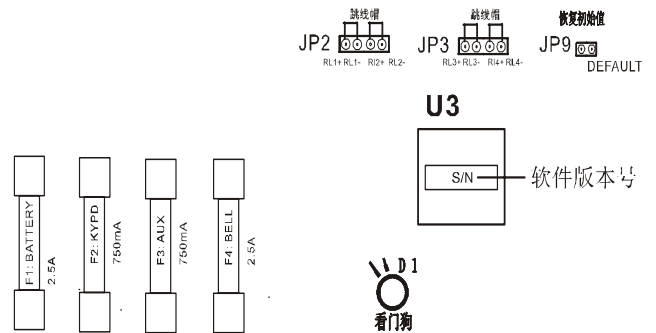 跳线帽 跳线帽 恢复初始值
JP2 JP3 JP9
RL1+ RL1- Rl2+ RL2- RL3+ RL3- Rl4+ RL4- DEFAULT
U3
S/N 软件版本号
F1: BATTERY 2.5A
F2: KYPD 750mA
F3: AUX 750mA
F4: BELL 2.5A
D1
看门狗